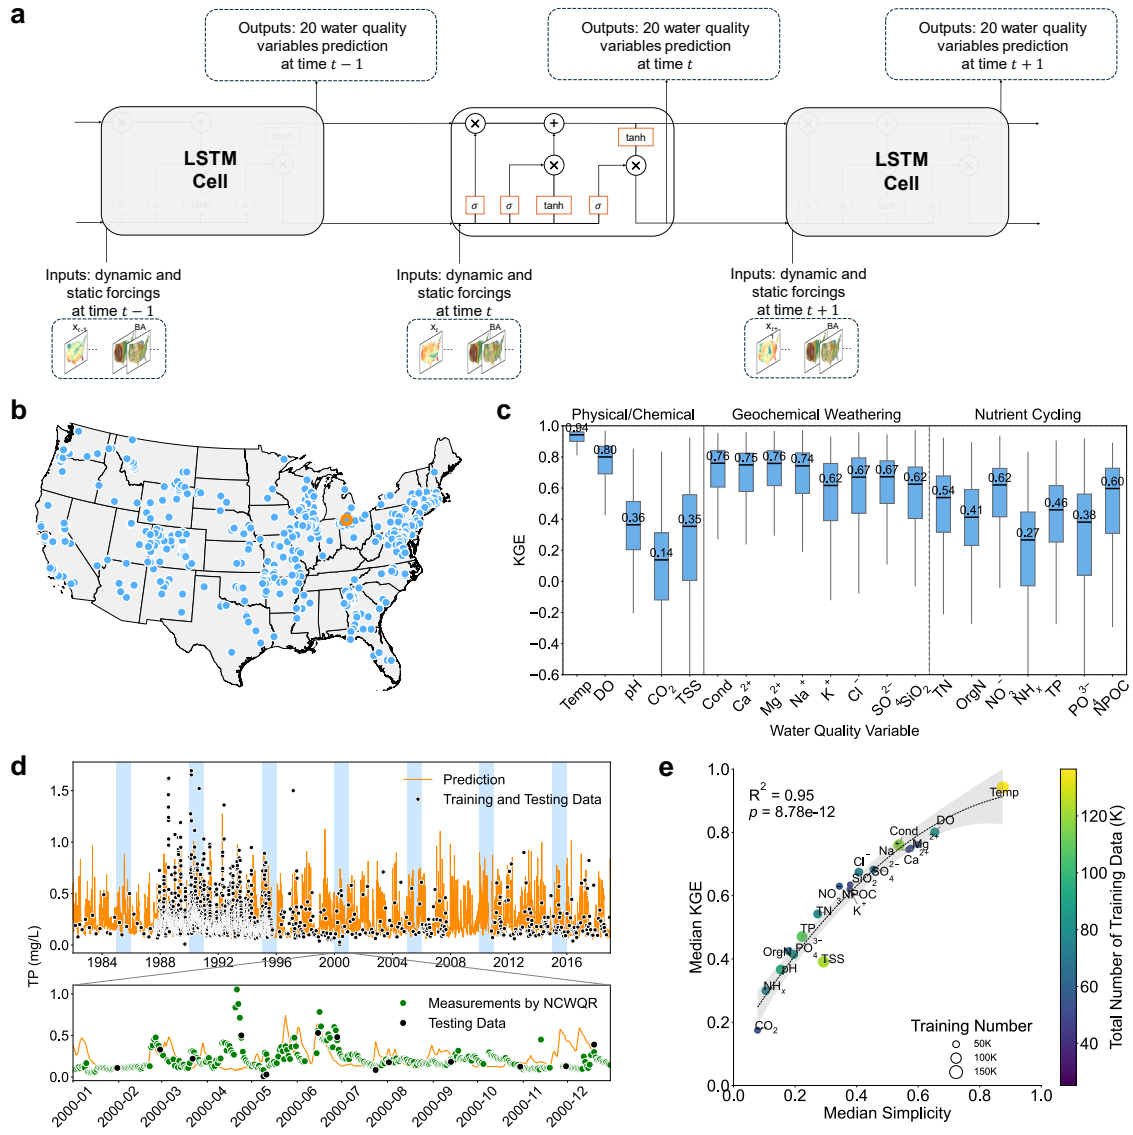 a
Outputs: 20 water quality
variables prediction
at time t − 1
Outputs: 20 water quality
variables prediction
at time t
Outputs: 20 water quality
variables prediction
at time t + 1
LSTM
Cell
tanh
σ
σ
tanh
σ
LSTM
Cell
Inputs: dynamic and
static forcings
at time t − 1
Inputs: dynamic and
static forcings
at time t
Inputs: dynamic and
static forcings
at time t + 1
BA
BA
BA
b
c
Physical/Chemical
Geochemical Weathering
Nutrient Cycling
KGE
1.0
0.8
0.6
0.4
0.2
0.0
−0.2
−0.4
−0.6
0.94
0.80
0.36
0.14
0.35
0.76
0.75
0.76
0.74
0.62
0.67
0.67
0.62
0.54
0.41
0.62
0.27
0.46
0.38
0.60
Temp
DO
pH
CO₂
TSS
Cond
Ca²⁺
Mg²⁺
Na⁺
K⁺
Cl⁻
SO₄²⁻
SiO₂
TN
OrgN
NO₃⁻
NHₓ
TP
PO₄³⁻
NPOC
Water Quality Variable
d
TP (mg/L)
1.5
1.0
0.5
0.0
Prediction
Training and Testing Data
1984
1988
1992
1996
2000
2004
2008
2012
2016
1.0
0.5
0.0
Measurements by NCWQR
Testing Data
2000-01
2000-02
2000-03
2000-04
2000-05
2000-06
2000-07
2000-08
2000-09
2000-10
2000-11
2000-12
e
R² = 0.95
p = 8.78e-12
Median KGE
1.0
0.8
0.6
0.4
0.2
0.0
Temp
DO
Cond
Mg²⁺
Na⁺
Ca²⁺
Cl⁻
SO₄²⁻
SiO₂
NO₃⁻
NPOC
K⁺
TN
TP
PO₄³⁻
OrgN
TSS
pH
NHₓ
CO₂
Training Number
50K
100K
150K
0.0
0.2
0.4
0.6
0.8
1.0
Median Simplicity
120
100
80
60
40
Total Number of Training Data (K)